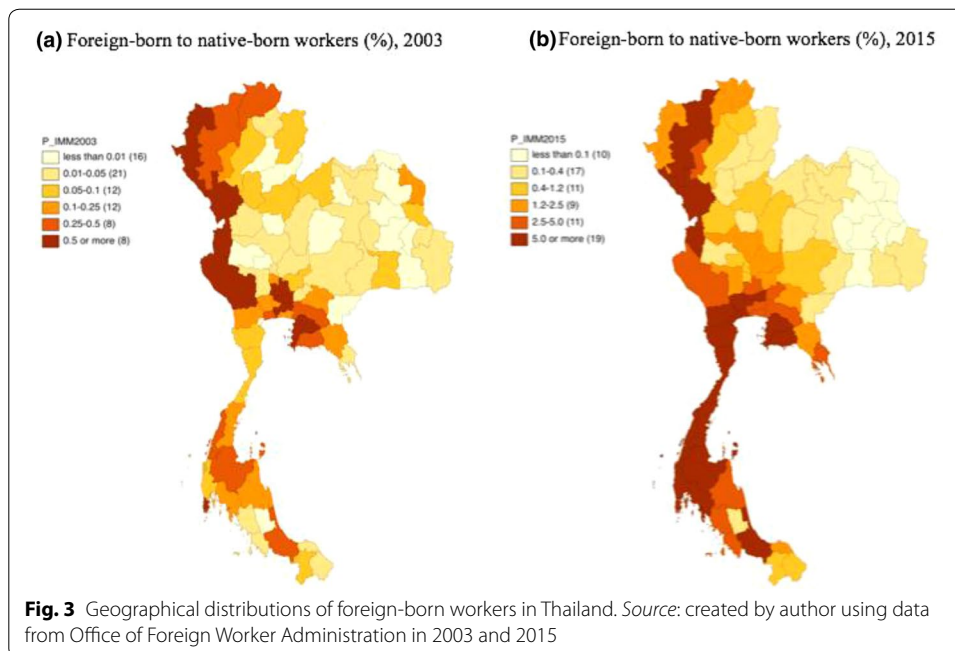 (a) Foreign-born to native-born workers (%), 2003
P_IMM2003
less than 0.01 (16)
0.01-0.05 (21)
0.05-0.1 (12)
0.1-0.25 (12)
0.25-0.5 (8)
0.5 or more (8)
(b) Foreign-born to native-born workers (%), 2015
P_IMM2015
less than 0.1 (10)
0.1-0.4 (17)
0.4-1.2 (11)
1.2-2.5 (9)
2.5-5.0 (11)
5.0 or more (19)
Fig. 3 Geographical distributions of foreign-born workers in Thailand. Source: created by author using data
from Office of Foreign Worker Administration in 2003 and 2015